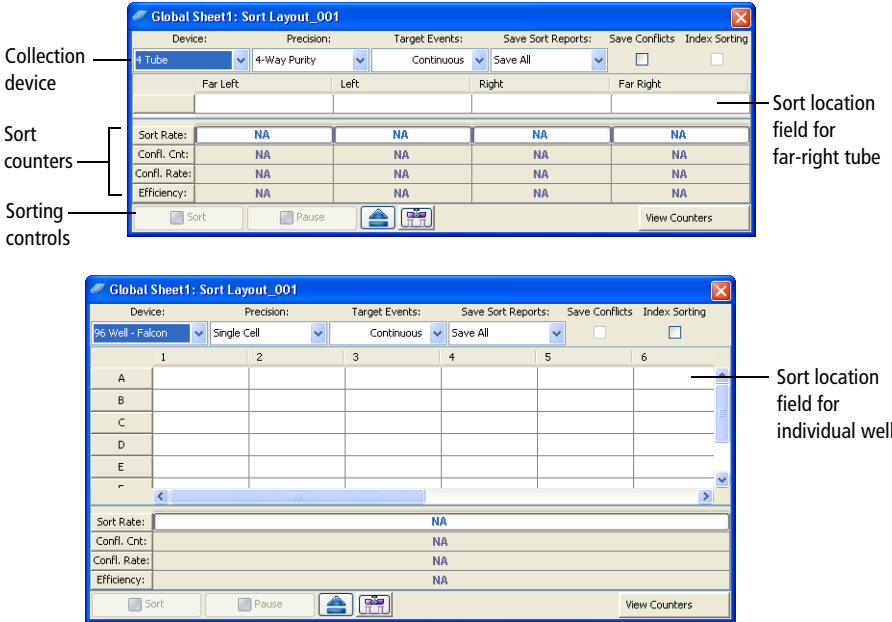 Global Sheet1: Sort Layout_001
Device: Precision: Target Events: Save Sort Reports: Save Conflicts Index Sorting
4 Tube 4-Way Purity Continuous Save All
Far Left Left Right Far Right
Sort Rate: NA NA NA NA
Confl. Cnt: NA NA NA NA
Confl. Rate: NA NA NA NA
Efficiency: NA NA NA NA
Sort Pause View Counters
Collection
device
Sort
counters
Sorting
controls
Sort location
field for
far-right tube
Global Sheet1: Sort Layout_001
Device: Precision: Target Events: Save Sort Reports: Save Conflicts Index Sorting
96 Well - Falcon Single Cell Continuous Save All
1 2 3 4 5 6
A
B
C
D
E
Sort Rate: NA
Confl. Cnt: NA
Confl. Rate: NA
Efficiency: NA
Sort Pause View Counters
Sort location
field for
individual well